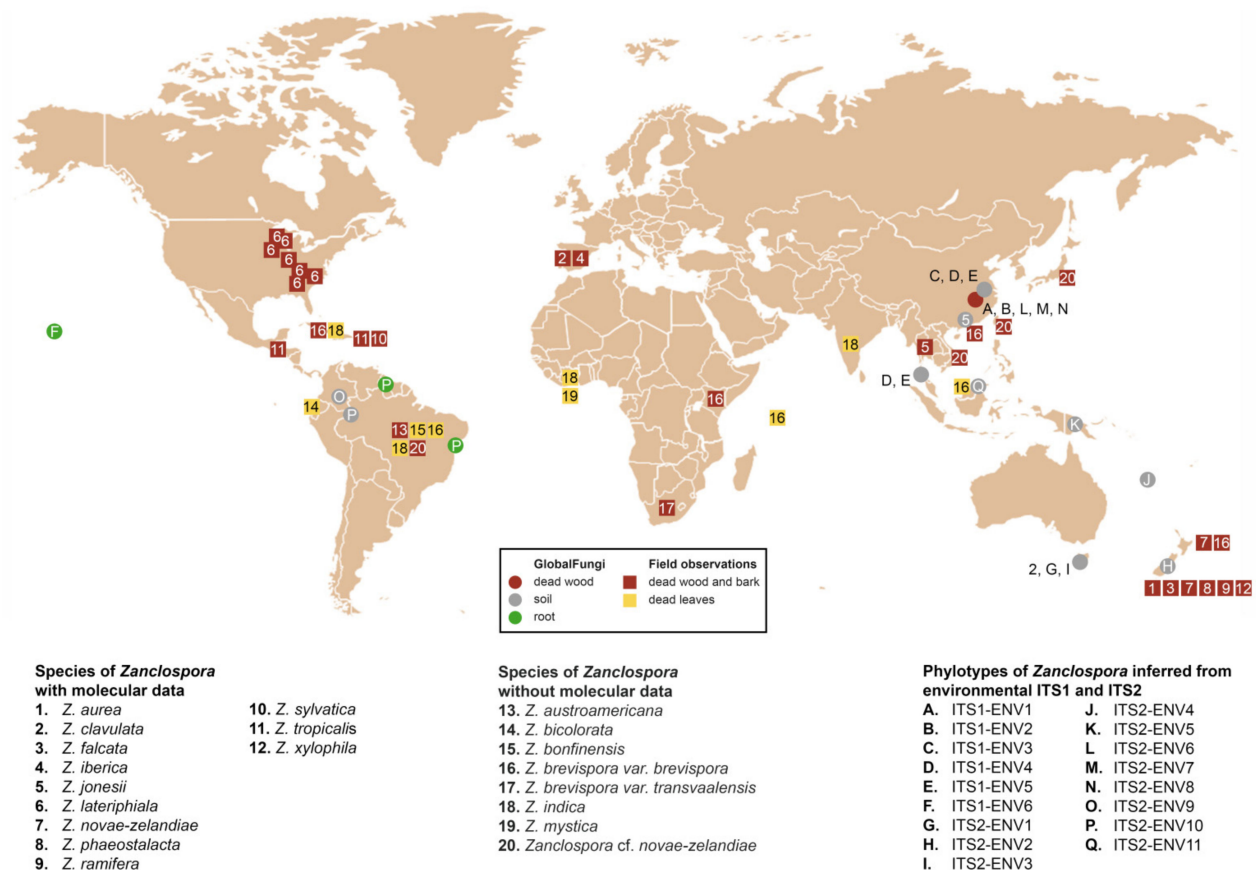 6
6
6
6
6
6
6
2 4
C, D, E
20
A, B, L, M, N
5
F
16 18
11 10
16
20
11
18
5
20
P
18
D, E
16 Q
O
14
P
19
16
16
K
13 15 16
18 20
P
J
17
7 16
2, G, I
H
1 3 7 8 9 12
GlobalFungi
dead wood
soil
root
Field observations
dead wood and bark
dead leaves
Species of Zanclospora
with molecular data
1. Z. aurea
2. Z. clavulata
3. Z. falcata
4. Z. iberica
5. Z. jonesii
6. Z. lateriphiala
7. Z. novae-zelandiae
8. Z. phaeostalacta
9. Z. ramifera
10. Z. sylvatica
11. Z. tropicalis
12. Z. xylophila
Species of Zanclospora
without molecular data
13. Z. austroamericana
14. Z. bicolorata
15. Z. bonfinensis
16. Z. brevispora var. brevispora
17. Z. brevispora var. transvaalensis
18. Z. indica
19. Z. mystica
20. Zanclospora cf. novae-zelandiae
Phylotypes of Zanclospora inferred from
environmental ITS1 and ITS2
A. ITS1-ENV1
B. ITS1-ENV2
C. ITS1-ENV3
D. ITS1-ENV4
E. ITS1-ENV5
F. ITS1-ENV6
G. ITS2-ENV1
H. ITS2-ENV2
I. ITS2-ENV3
J. ITS2-ENV4
K. ITS2-ENV5
L ITS2-ENV6
M. ITS2-ENV7
N. ITS2-ENV8
O. ITS2-ENV9
P. ITS2-ENV10
Q. ITS2-ENV11